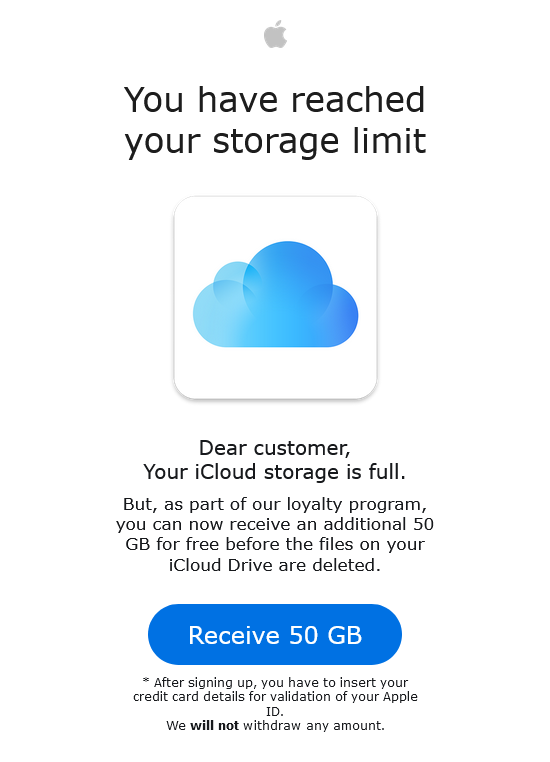 You have reached
your storage limit
Dear customer,
Your iCloud storage is full.
But, as part of our loyalty program,
you can now receive an additional 50
GB for free before the files on your
iCloud Drive are deleted.
Receive 50 GB
* After signing up, you have to insert your
credit card details for validation of your Apple
ID.
We will not withdraw any amount.